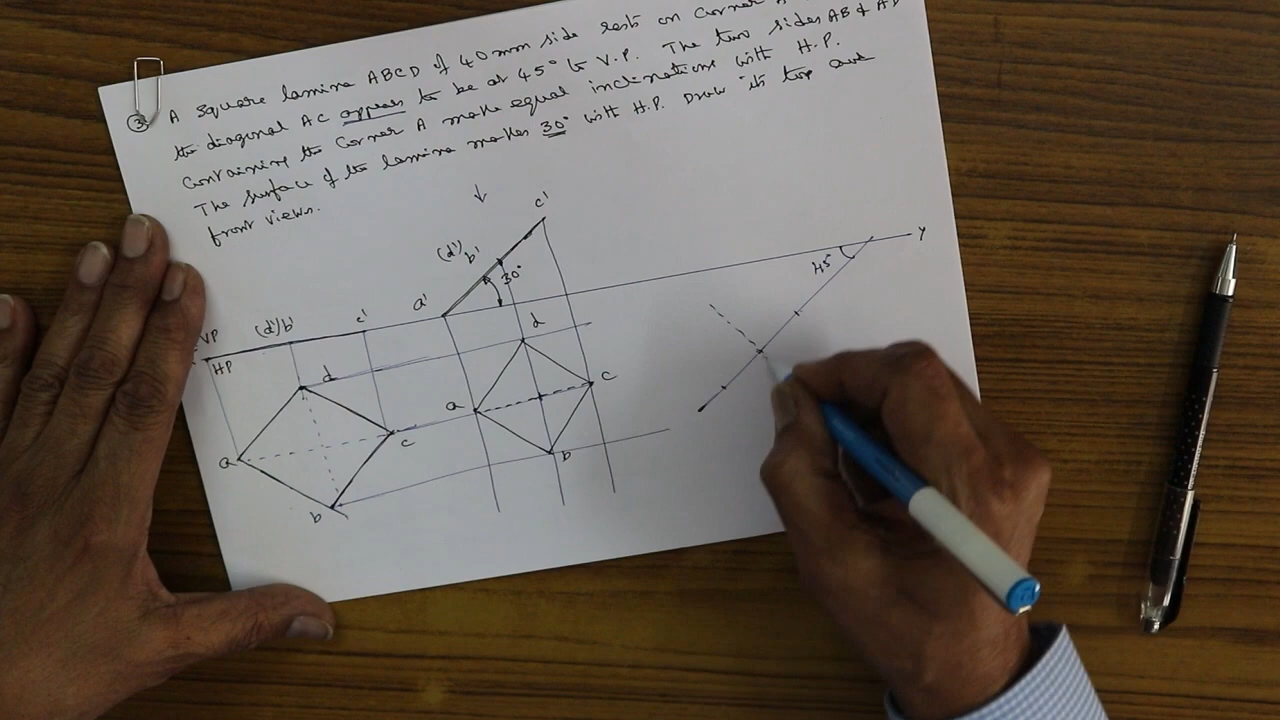 ③ A square lamina ABCD of 40mm side rests on corner
the diagonal AC appears to be at 45° to V.P. The two sides AB & AD
containing the corner A make equal inclinations with H.P.
The surface of the lamina makes 30° with H.P. Draw its top and
front views.
c'
(d') b'
30°
a'
y
45°
VP (d')b' c'
HP
d
d
a c
a c
b
b